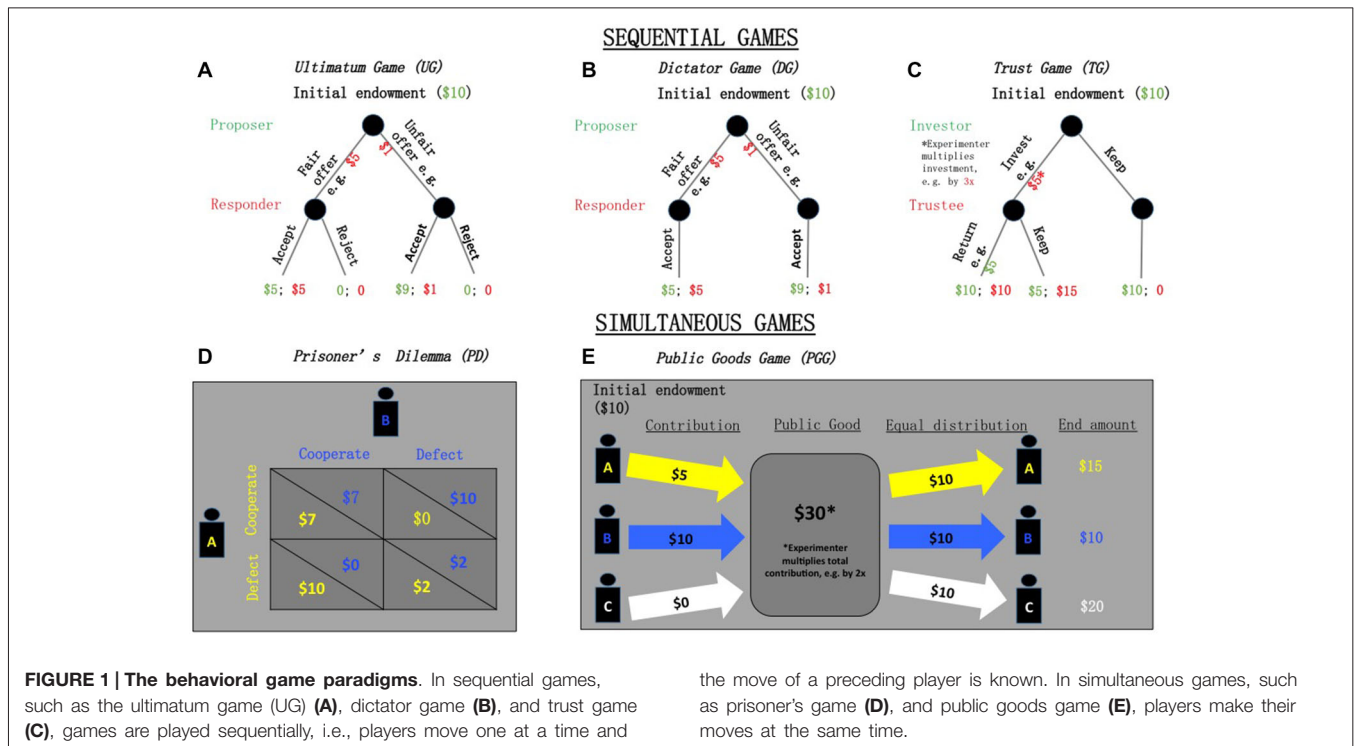 SEQUENTIAL GAMES
A
Ultimatum Game (UG)
Initial endowment ($10)
Proposer
Fair offer e.g. $5
Unfair offer e.g. $1
Responder
Accept
Reject
Accept
Reject
$5; $5
0; 0
$9; $1
0; 0
B
Dictator Game (DG)
Initial endowment ($10)
Proposer
Fair offer e.g. $5
Unfair offer e.g. $1
Responder
Accept
Accept
$5; $5
$9; $1
C
Trust Game (TG)
Initial endowment ($10)
Investor
*Experimenter
multiplies
investment,
e.g. by 3x
Invest e.g. $5*
Keep
Trustee
Return e.g. $5
Keep
$10; $10
$5; $15
$10; 0
SIMULTANEOUS GAMES
D
Prisoner's Dilemma (PD)
B
Cooperate
Defect
A
Cooperate
Defect
$7
$7
$10
$0
$0
$10
$2
$2
E
Public Goods Game (PGG)
Initial endowment
($10)
Contribution
Public Good
Equal distribution
End amount
A
$5
$10
A
$15
B
$10
$30*
*Experimenter
multiplies total
contribution, e.g. by 2x
$10
B
$10
C
$0
$10
C
$20
FIGURE 1 | The behavioral game paradigms. In sequential games,
such as the ultimatum game (UG) (A), dictator game (B), and trust game
(C), games are played sequentially, i.e., players move one at a time and
the move of a preceding player is known. In simultaneous games, such
as prisoner's game (D), and public goods game (E), players make their
moves at the same time.